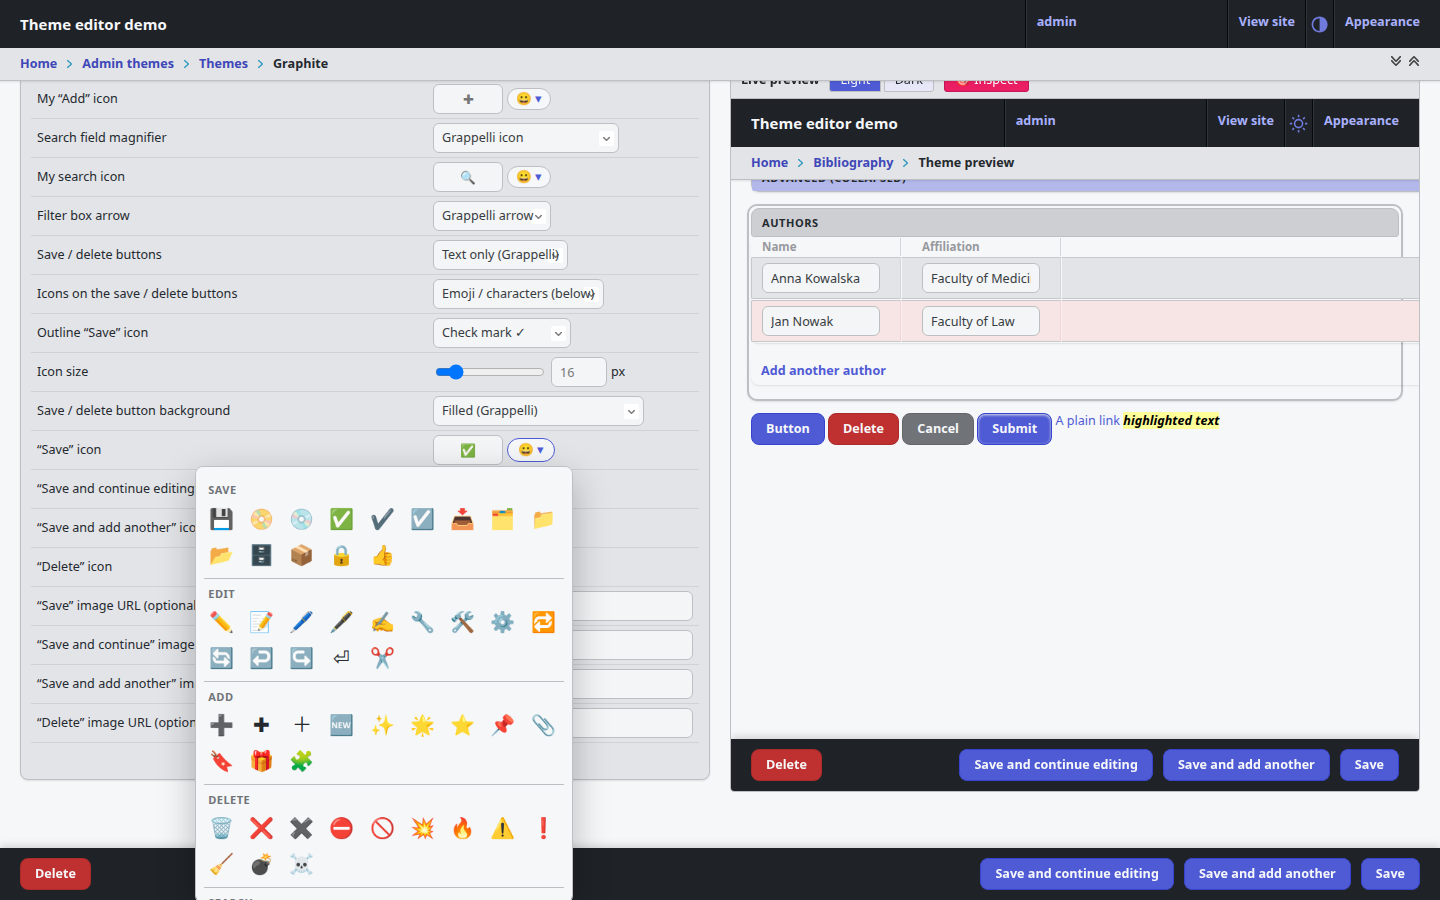 Theme editor demo
admin
View site
Appearance
Home > Admin themes > Themes > Graphite
My “Add” icon
Search field magnifier
Grappelli icon
My search icon
Filter box arrow
Grappelli arrow
Save / delete buttons
Text only (Grappelli)
Icons on the save / delete buttons
Emoji / characters (below)
Outline “Save” icon
Check mark ✓
Icon size
16
px
Save / delete button background
Filled (Grappelli)
“Save” icon
“Save and continue editing
“Save and add another” ico
“Delete” icon
“Save” image URL (optional
“Save and continue” image
“Save and add another” im
“Delete” image URL (option
SAVE
EDIT
ADD
NEW
DELETE
Live preview
Light
Dark
Inspect
Theme editor demo
admin
View site
Appearance
Home > Bibliography > Theme preview
ADVANCED (COLLAPSED)
AUTHORS
Name
Affiliation
Anna Kowalska
Faculty of Medici
Jan Nowak
Faculty of Law
Add another author
Button
Delete
Cancel
Submit
A plain link highlighted text
Delete
Save and continue editing
Save and add another
Save
Delete
Save and continue editing
Save and add another
Save